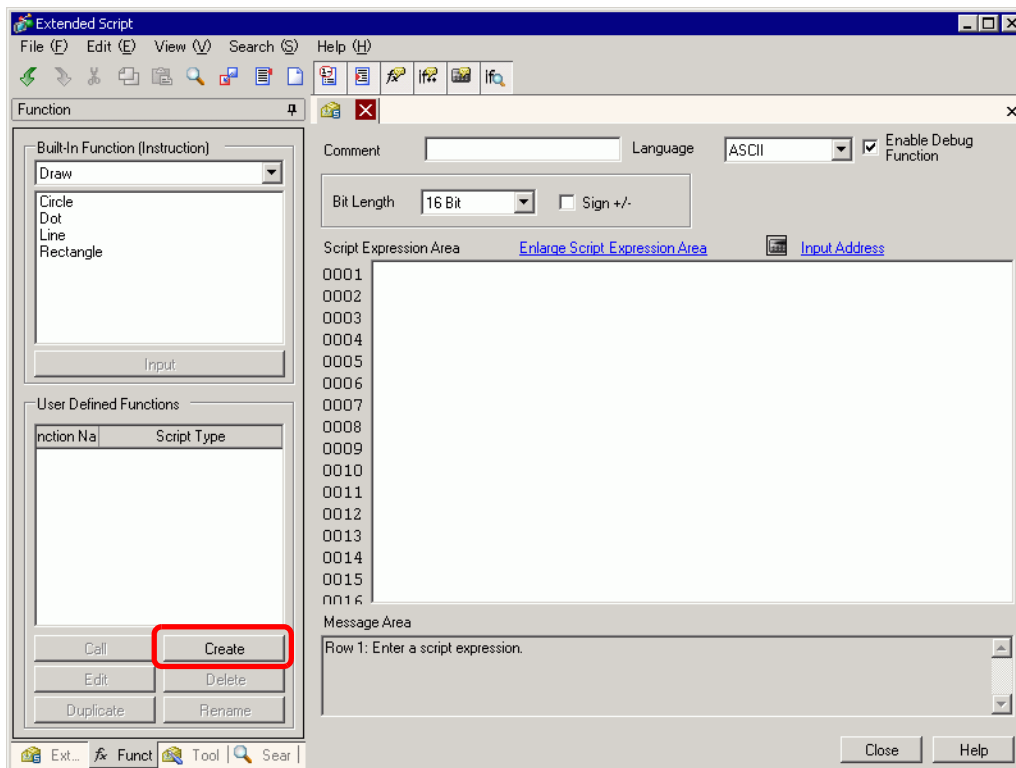 Extended Script
File (F) Edit (E) View (V) Search (S) Help (H)
Function
Built-In Function (Instruction)
Draw
Circle
Dot
Line
Rectangle
Input
User Defined Functions
nction Na Script Type
Call Create
Edit Delete
Duplicate Rename
Ext... fx Funct Tool Sear
Comment Language ASCII Enable Debug
Function
Bit Length 16 Bit Sign +/-
Script Expression Area Enlarge Script Expression Area Input Address
0001
0002
0003
0004
0005
0006
0007
0008
0009
0010
0011
0012
0013
0014
0015
0016
Message Area
Row 1: Enter a script expression.
Close Help